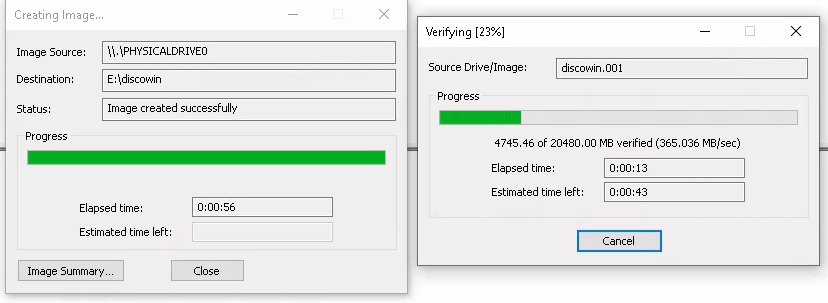 Creating Image...
Image Source: \\.\PHYSICALDRIVE0
Destination: E:\discowin
Status: Image created successfully
Progress
Elapsed time: 0:00:56
Estimated time left:
Image Summary... Close
Verifying [23%]
Source Drive/Image: discowin.001
Progress
4745.46 of 20480.00 MB verified (365.036 MB/sec)
Elapsed time: 0:00:13
Estimated time left: 0:00:43
Cancel